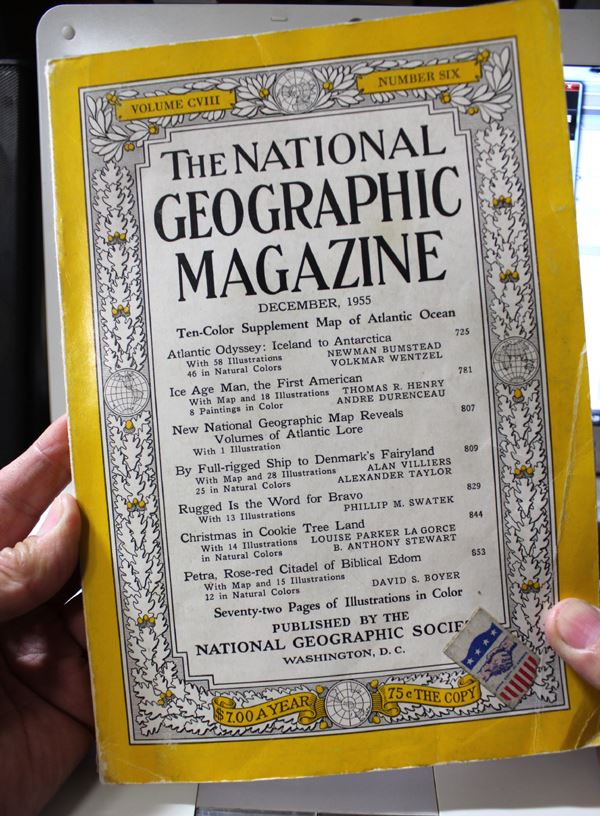 VOLUME CVIII
NUMBER SIX
THE NATIONAL
GEOGRAPHIC
MAGAZINE
DECEMBER, 1955
Ten-Color Supplement Map of Atlantic Ocean
Atlantic Odyssey: Iceland to Antarctica 725
With 58 Illustrations NEWMAN BUMSTEAD
46 in Natural Colors VOLKMAR WENTZEL
Ice Age Man, the First American 781
With Map and 18 Illustrations THOMAS R. HENRY
8 Paintings in Color ANDRE DURENCEAU
New National Geographic Map Reveals 807
Volumes of Atlantic Lore
With 1 Illustration
By Full-rigged Ship to Denmark's Fairyland 809
With Map and 28 Illustrations ALAN VILLIERS
25 in Natural Colors ALEXANDER TAYLOR
Rugged Is the Word for Bravo 829
With 13 Illustrations PHILLIP M. SWATEK
Christmas in Cookie Tree Land 844
With 14 Illustrations LOUISE PARKER LA GORCE
in Natural Colors B. ANTHONY STEWART
Petra, Rose-red Citadel of Biblical Edom 853
With Map and 15 Illustrations
12 in Natural Colors DAVID S. BOYER
Seventy-two Pages of Illustrations in Color
PUBLISHED BY THE
NATIONAL GEOGRAPHIC SOCIE
WASHINGTON, D. C.
$7.00 A YEAR
75¢ THE COPY